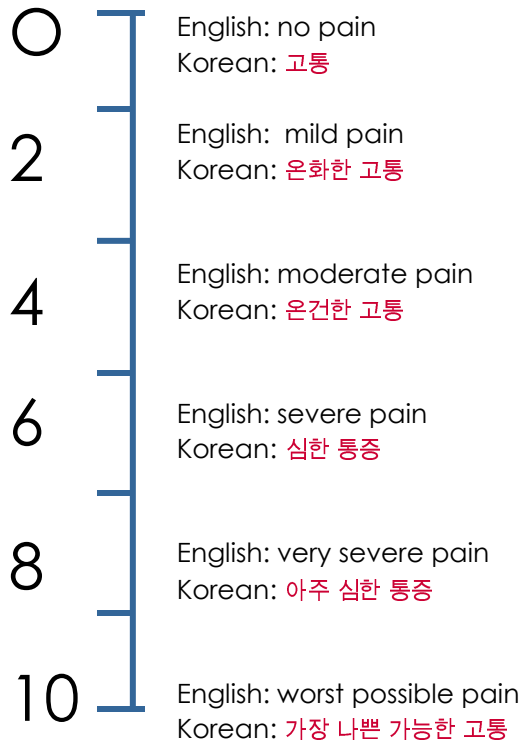 0
English: no pain
Korean: 고통
2
English: mild pain
Korean: 온화한 고통
4
English: moderate pain
Korean: 온건한 고통
6
English: severe pain
Korean: 심한 통증
8
English: very severe pain
Korean: 아주 심한 통증
10
English: worst possible pain
Korean: 가장 나쁜 가능한 고통